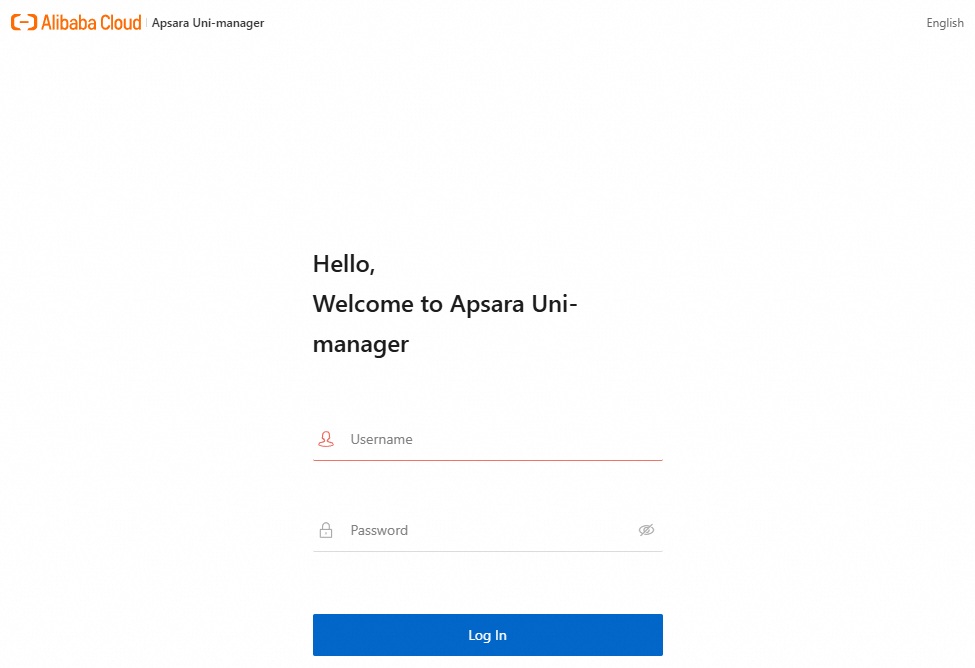 Alibaba Cloud | Apsara Uni-manager
English
Hello,
Welcome to Apsara Uni-
manager
Username
Password
Log In